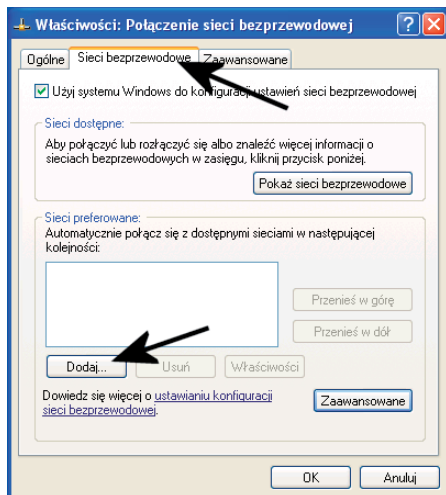 Właściwości: Połączenie sieci bezprzewodowej
Ogólne Sieci bezprzewodowe Zaawansowane
Użyj systemu Windows do konfiguracji ustawień sieci bezprzewodowej
Sieci dostępne:
Aby połączyć lub rozłączyć się albo znaleźć więcej informacji o
sieciach bezprzewodowych w zasięgu, kliknij przycisk poniżej.
Pokaż sieci bezprzewodowe
Sieci preferowane:
Automatycznie połącz się z dostępnymi sieciami w następującej
kolejności:
Przenieś w górę
Przenieś w dół
Dodaj... Usuń Właściwości
Dowiedz się więcej o ustawianiu konfiguracji
sieci bezprzewodowej.
Zaawansowane
OK Anuluj